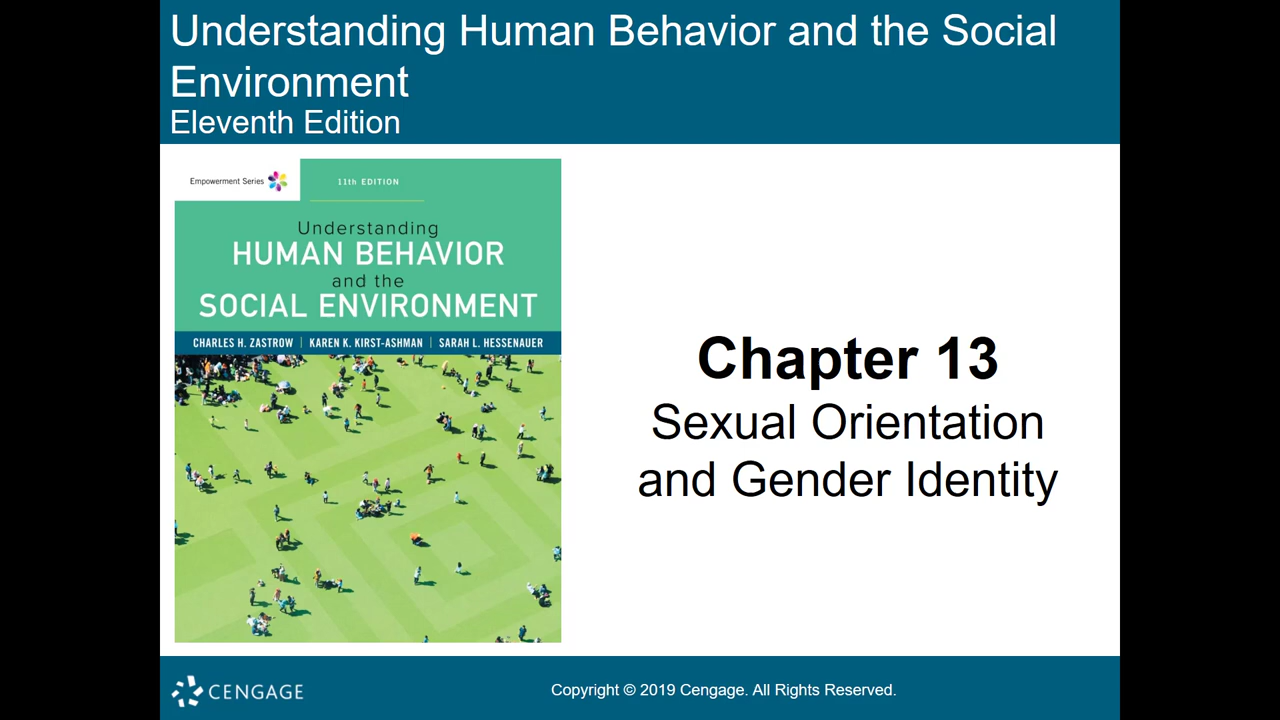 Understanding Human Behavior and the Social
Environment
Eleventh Edition
Empowerment Series
11th EDITION
Understanding
HUMAN BEHAVIOR
and the
SOCIAL ENVIRONMENT
CHARLES H. ZASTROW | KAREN K. KIRST-ASHMAN | SARAH L. HESSENAUER
Chapter 13
Sexual Orientation
and Gender Identity
CENGAGE
Copyright © 2019 Cengage. All Rights Reserved.